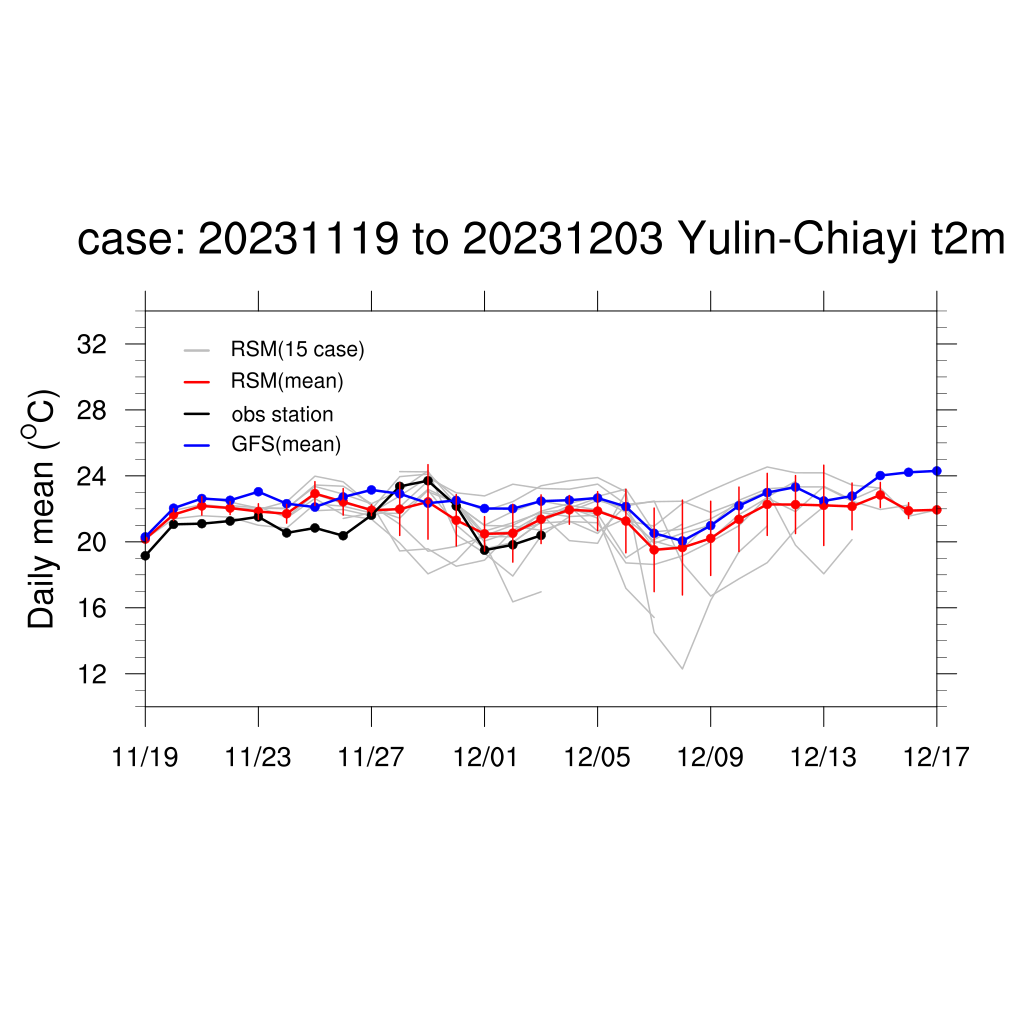 case: 20231119 to 20231203 Yulin-Chiayi t2m
Daily mean (°C)
32
28
24
20
16
12
RSM(15 case)
RSM(mean)
obs station
GFS(mean)
11/19 11/23 11/27 12/01 12/05 12/09 12/13 12/17